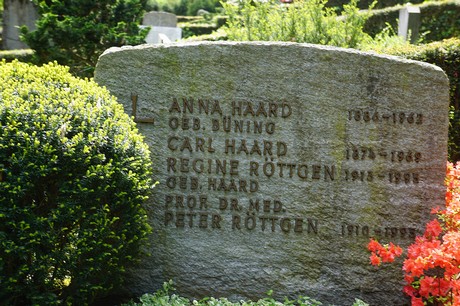 ANNA HAARD
GEB. BÜNING
CARL HAARD
REGINE RÖTTGEN
GEB. HAARD
PROF. DR. MED.
PETER RÖTTGEN